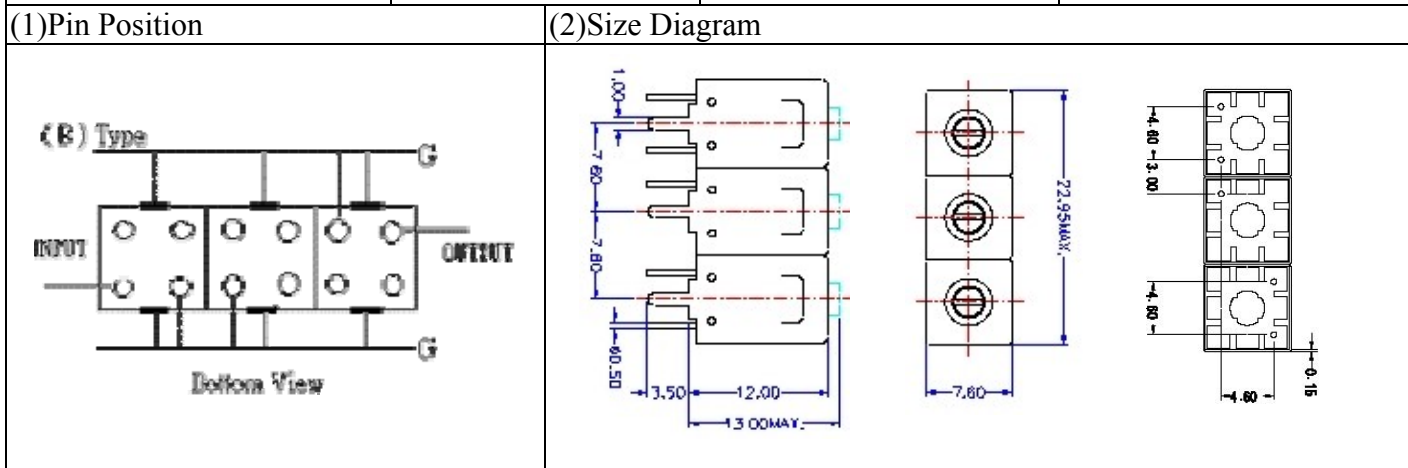 (1)Pin Position
(2)Size Diagram
(B) Type
G
INPUT
OUTPUT
G
Bottom View
1.00
7.60
7.60
Φ0.50
3.50
12.00
13.00MAX.
22.95MAX.
7.60
4.60
3.00
4.60
4.60
0.15